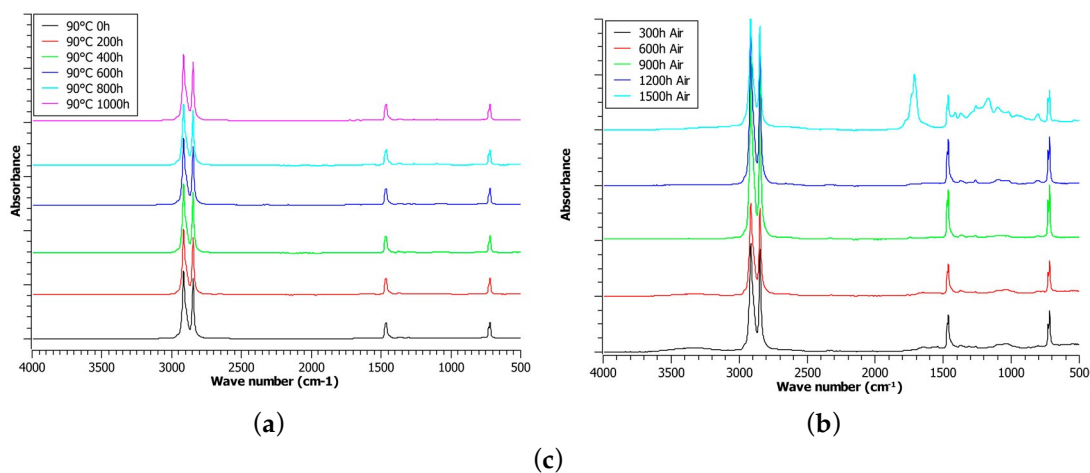 90°C 0h
90°C 200h
90°C 400h
90°C 600h
90°C 800h
90°C 1000h
Absorbance
4000 3500 3000 2500 2000 1500 1000 500
Wave number (cm-1)
(a)
300h Air
600h Air
900h Air
1200h Air
1500h Air
Absorbance
4000 3500 3000 2500 2000 1500 1000 500
Wave number (cm⁻¹)
(b)
(c)